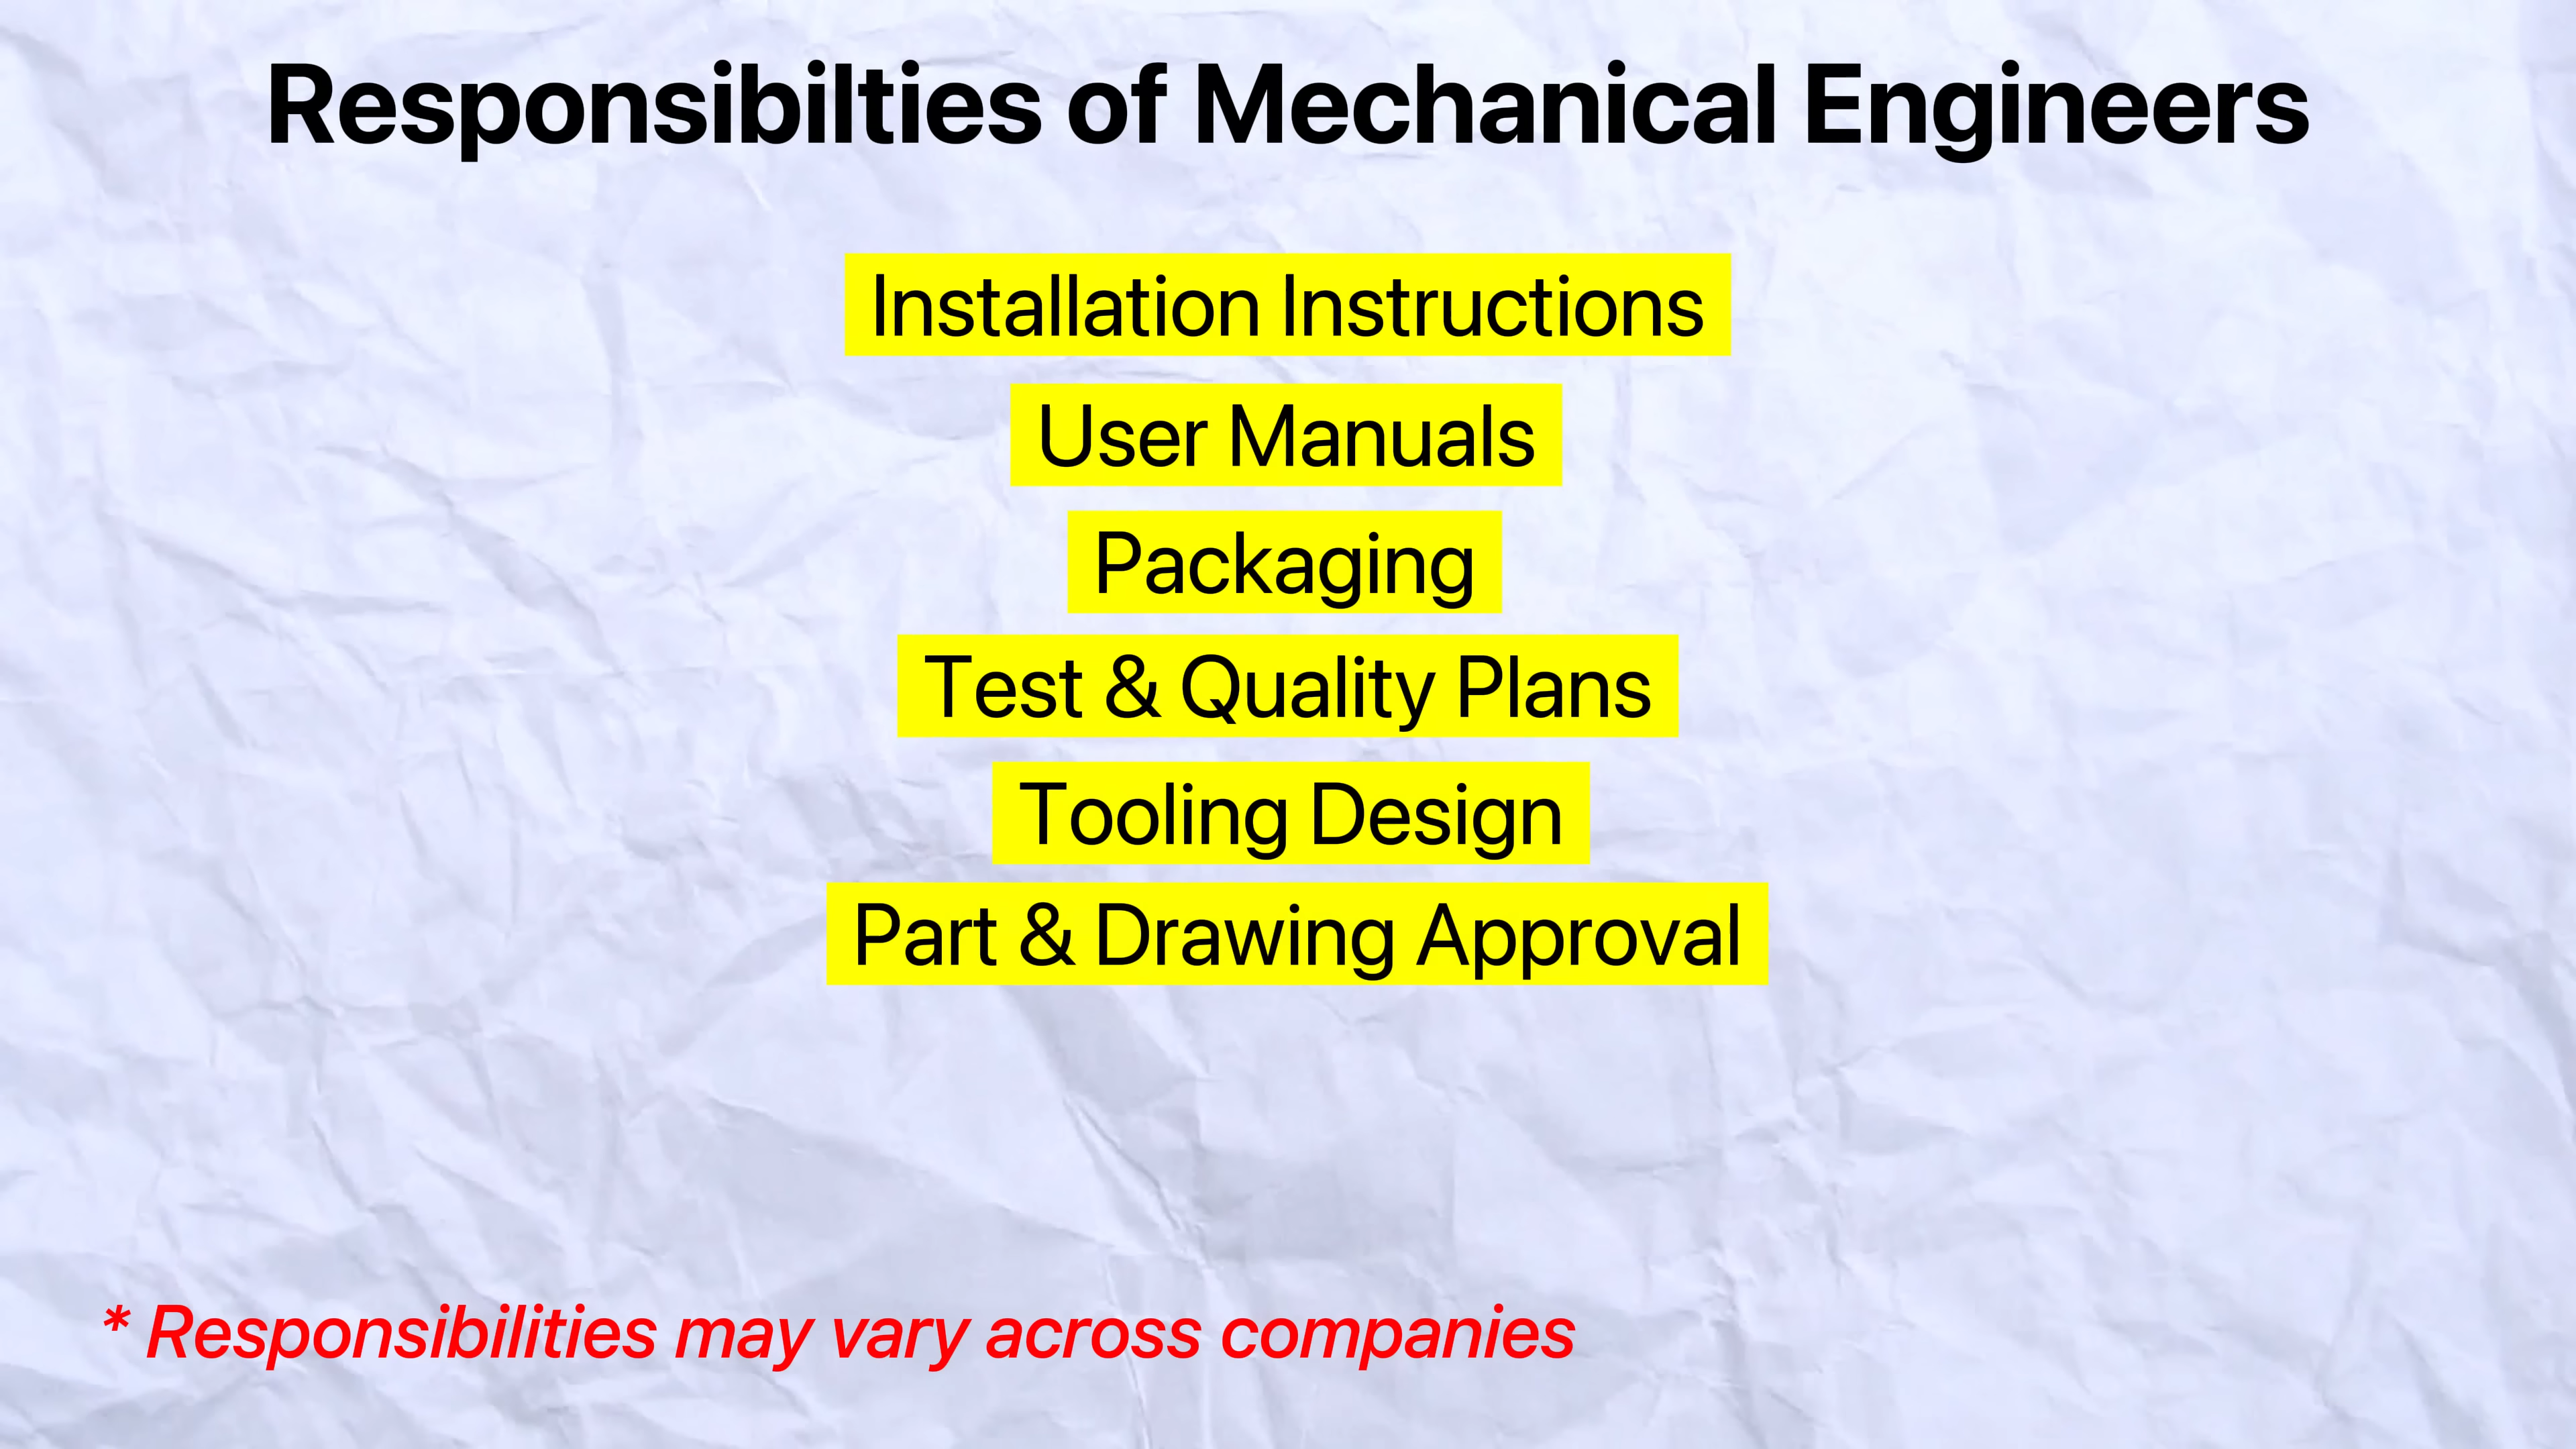 Responsibilties of Mechanical Engineers
Installation Instructions
User Manuals
Packaging
Test & Quality Plans
Tooling Design
Part & Drawing Approval
* Responsibilities may vary across companies